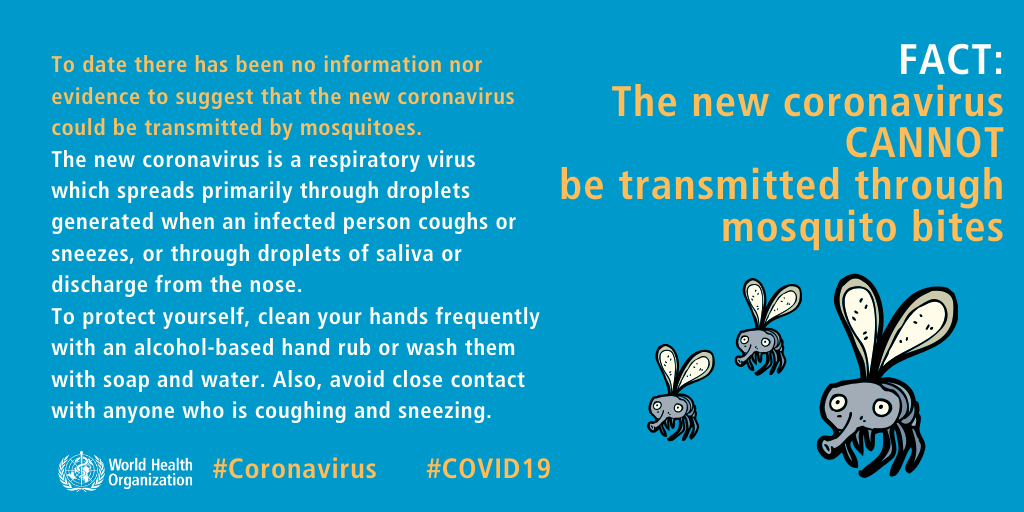 To date there has been no information nor
evidence to suggest that the new coronavirus
could be transmitted by mosquitoes.
The new coronavirus is a respiratory virus
which spreads primarily through droplets
generated when an infected person coughs or
sneezes, or through droplets of saliva or
discharge from the nose.
To protect yourself, clean your hands frequently
with an alcohol-based hand rub or wash them
with soap and water. Also, avoid close contact
with anyone who is coughing and sneezing.
FACT:
The new coronavirus
CANNOT
be transmitted through
mosquito bites
World Health
Organization
#Coronavirus #COVID19